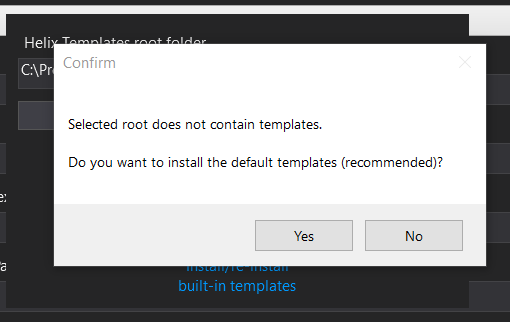 Helix Templates root folder
C:\Pr
Confirm
Selected root does not contain templates.
Do you want to install the default templates (recommended)?
Yes
No
install/re-install
built-in templates